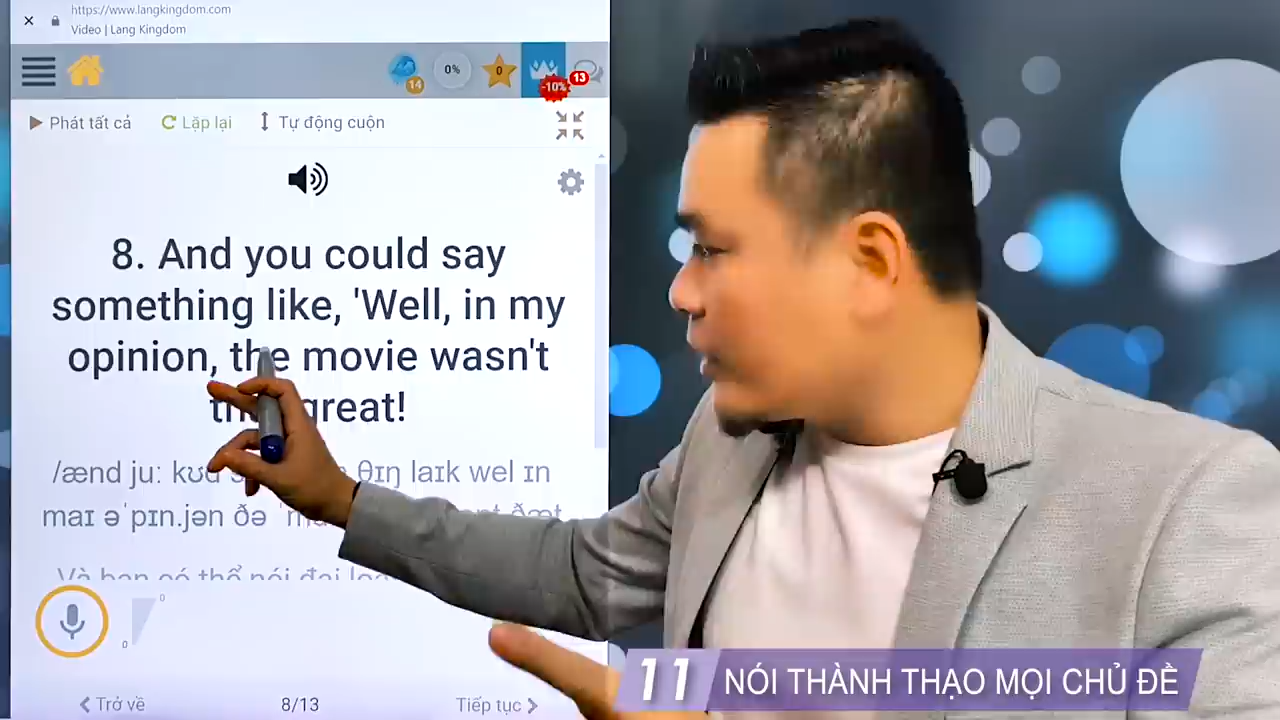 https://www.langkingdom.com
Video | Lang Kingdom
14
0%
0
-10%
13
Phát tất cả
Lặp lại
Tự động cuộn
8. And you could say
something like, 'Well, in my
opinion, the movie wasn't
great!
/ænd juː θɪŋ laɪk wel ɪn
maɪ əˈpɪn.jən ðə ðæt
Và bạn có thể nói đại
0
0
Trở về
8/13
Tiếp tục
11 NÓI THÀNH THẠO MỌI CHỦ ĐỀ